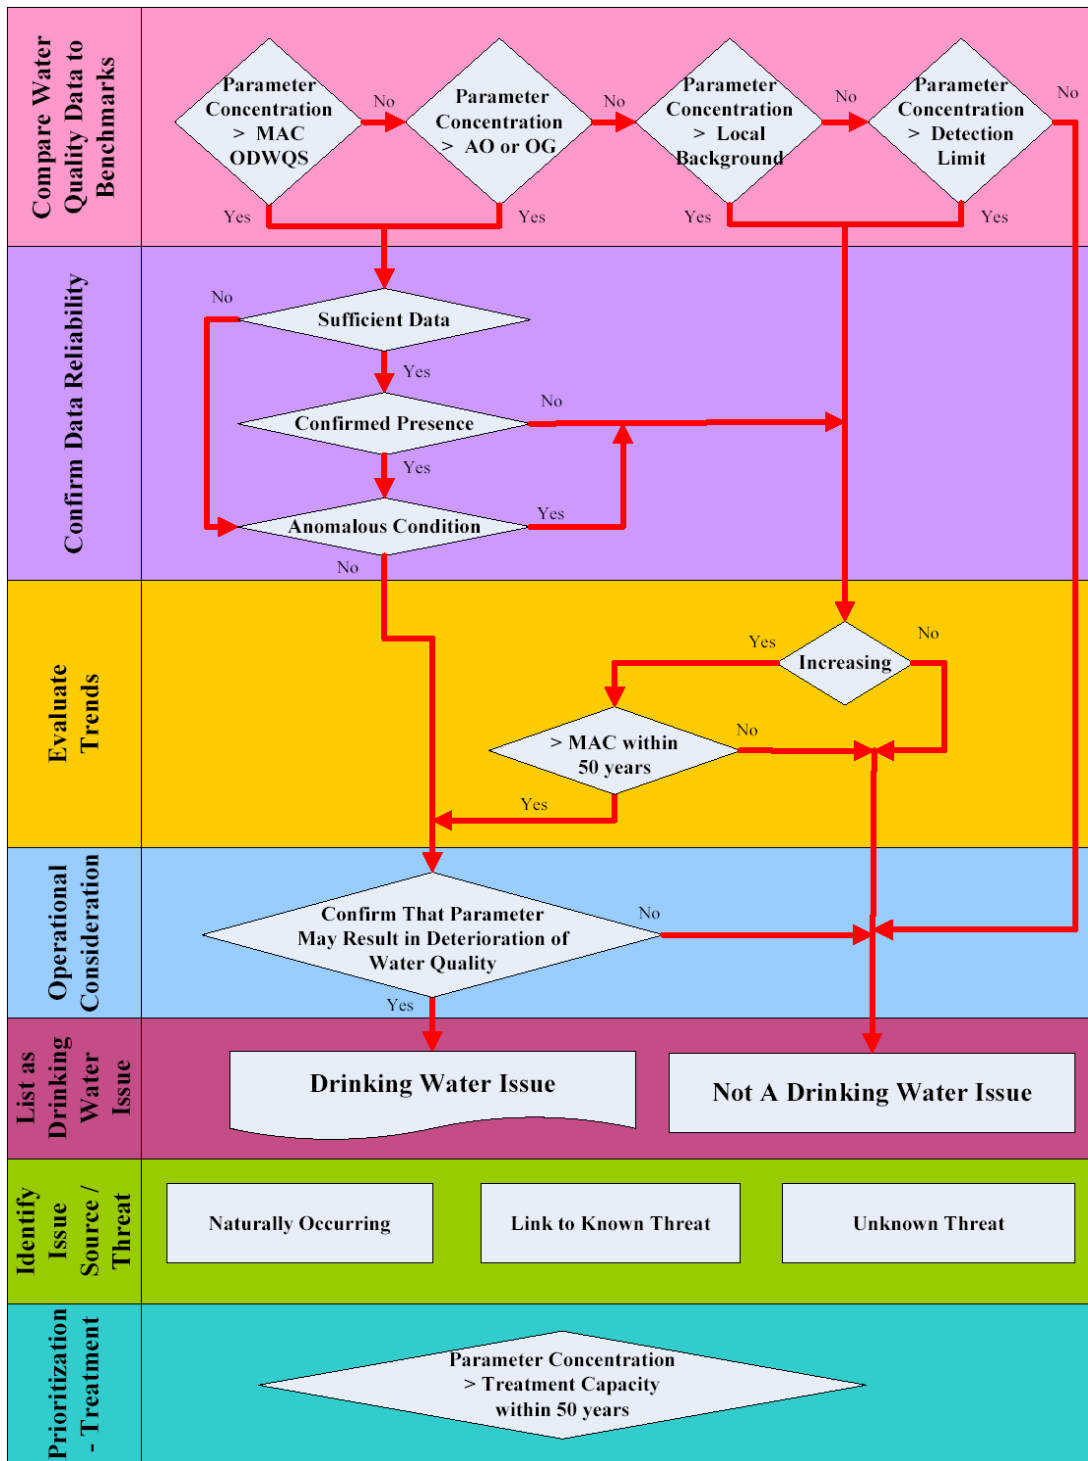 Compare Water
Quality Data to
Benchmarks
Parameter
Concentration
> MAC
ODWQS
No
Parameter
Concentration
> AO or OG
No
Parameter
Concentration
> Local
Background
No
Parameter
Concentration
> Detection
Limit
No
Yes
Yes
Yes
Yes
Confirm Data Reliability
No
Sufficient Data
Yes
Confirmed Presence
No
Yes
Anomalous Condition
Yes
No
Evaluate
Trends
Yes
Increasing
No
> MAC within
50 years
No
Yes
Operational
Consideration
Confirm That Parameter
May Result in Deterioration of
Water Quality
No
Yes
List as
Drinking
Water
Issue
Drinking Water Issue
Not A Drinking Water Issue
Identify
Issue
Source /
Threat
Naturally Occurring
Link to Known Threat
Unknown Threat
Prioritization
- Treatment
Parameter Concentration
> Treatment Capacity
within 50 years